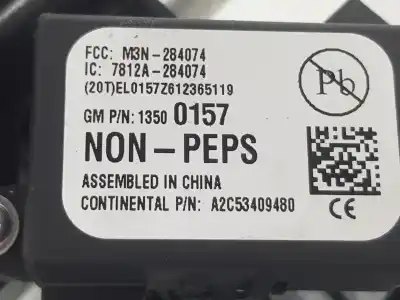 FCC: M3N-284074
IC: 7812A-284074
(20T)EL0157Z612365119
GM P/N: 1350 0157
NON-PEPS
ASSEMBLED IN CHINA
CONTINENTAL P/N: A2C53409480
Pb
CE